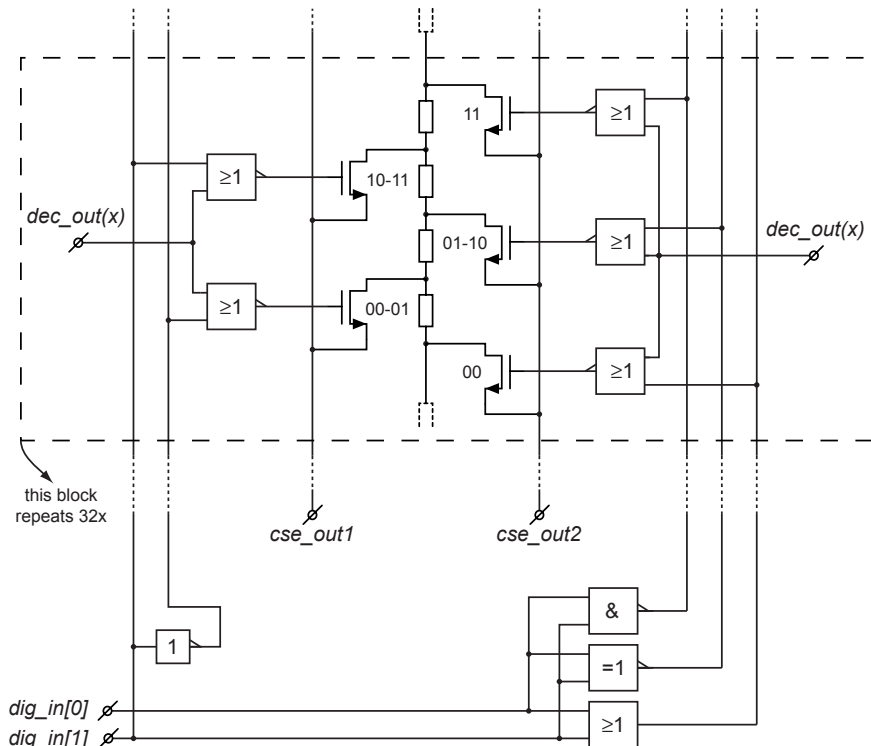 11
≥1
≥1
10-11
dec_out(x)
01-10
≥1
dec_out(x)
≥1
00-01
00
≥1
this block
repeats 32x
cse_out1
cse_out2
&
1
=1
dig_in[0]
≥1
dig_in[1]